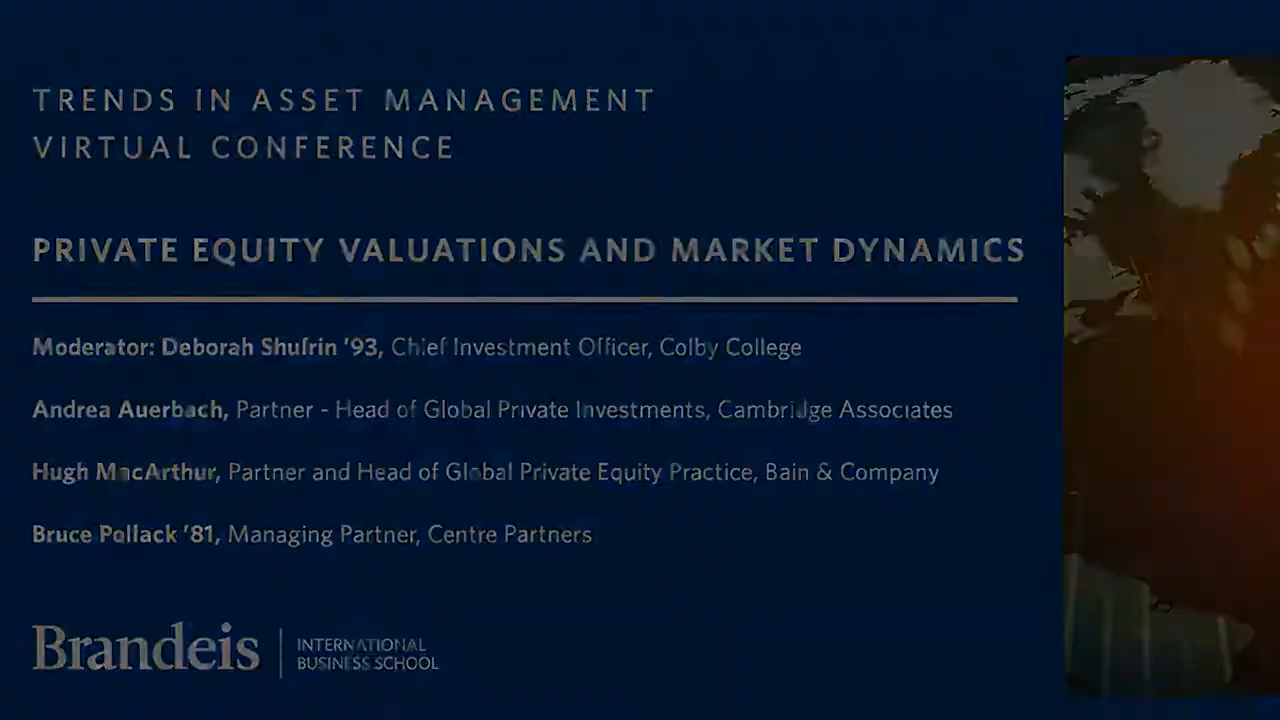 TRENDS IN ASSET MANAGEMENT
VIRTUAL CONFERENCE
PRIVATE EQUITY VALUATIONS AND MARKET DYNAMICS
Moderator: Deborah Shufrin '93, Chief Investment Officer, Colby College
Andrea Auerbach, Partner - Head of Global Private Investments, Cambridge Associates
Hugh MacArthur, Partner and Head of Global Private Equity Practice, Bain & Company
Bruce Pollack '81, Managing Partner, Centre Partners
Brandeis
INTERNATIONAL
BUSINESS SCHOOL